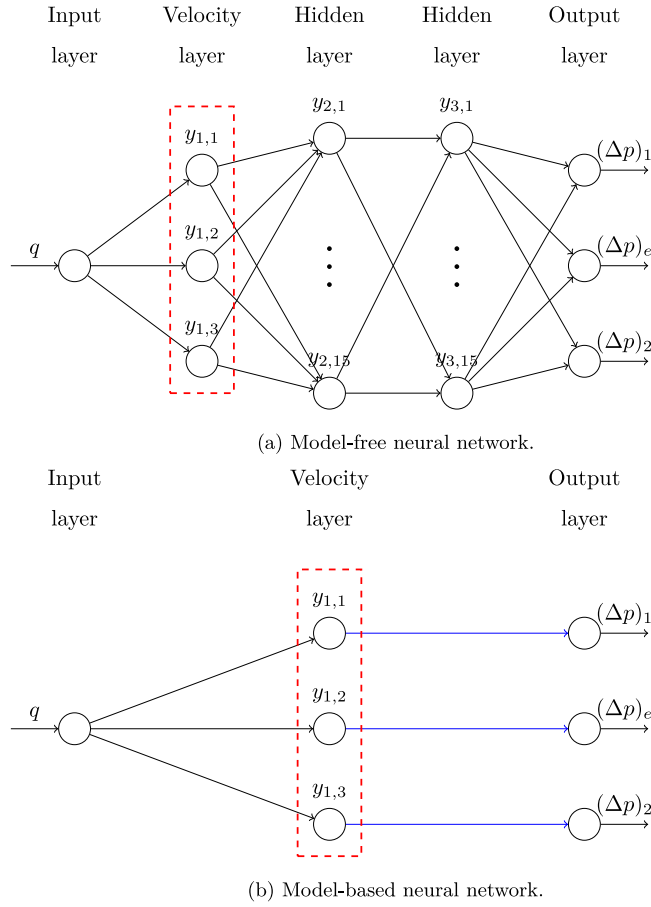 Input Velocity Hidden Hidden Output
layer layer layer layer layer
y2,1 y3,1
y1,1 (Δp)1
q y1,2 (Δp)e
y1,3 y2,15 y3,15 (Δp)2
(a) Model-free neural network.
Input Velocity Output
layer layer layer
y1,1 (Δp)1
q y1,2 (Δp)e
y1,3 (Δp)2
(b) Model-based neural network.